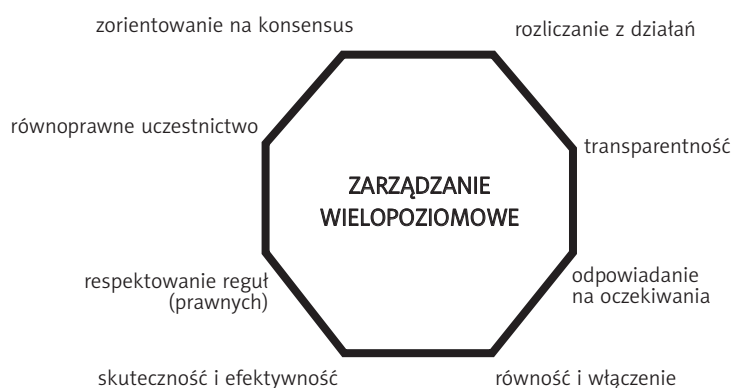 zorientowanie na konsensus
rozliczanie z działań
równoprawne uczestnictwo
transparentność
ZARZĄDZANIE
WIELOPOZIOMOWE
respektowanie reguł
(prawnych)
odpowiadanie
na oczekiwania
skuteczność i efektywność
równość i włączenie